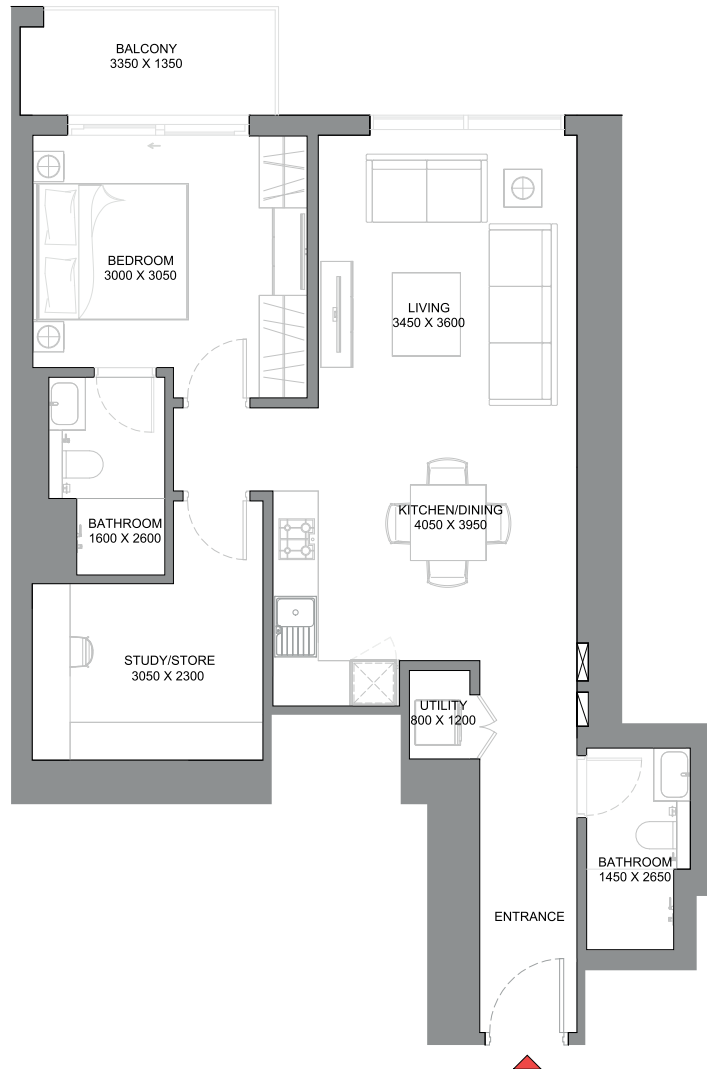 BALCONY
3350 X 1350
BEDROOM
3000 X 3050
LIVING
3450 X 3600
KITCHEN/DINING
4050 X 3950
BATHROOM
1600 X 2600
STUDY/STORE
3050 X 2300
UTILITY
800 X 1200
BATHROOM
1450 X 2650
ENTRANCE